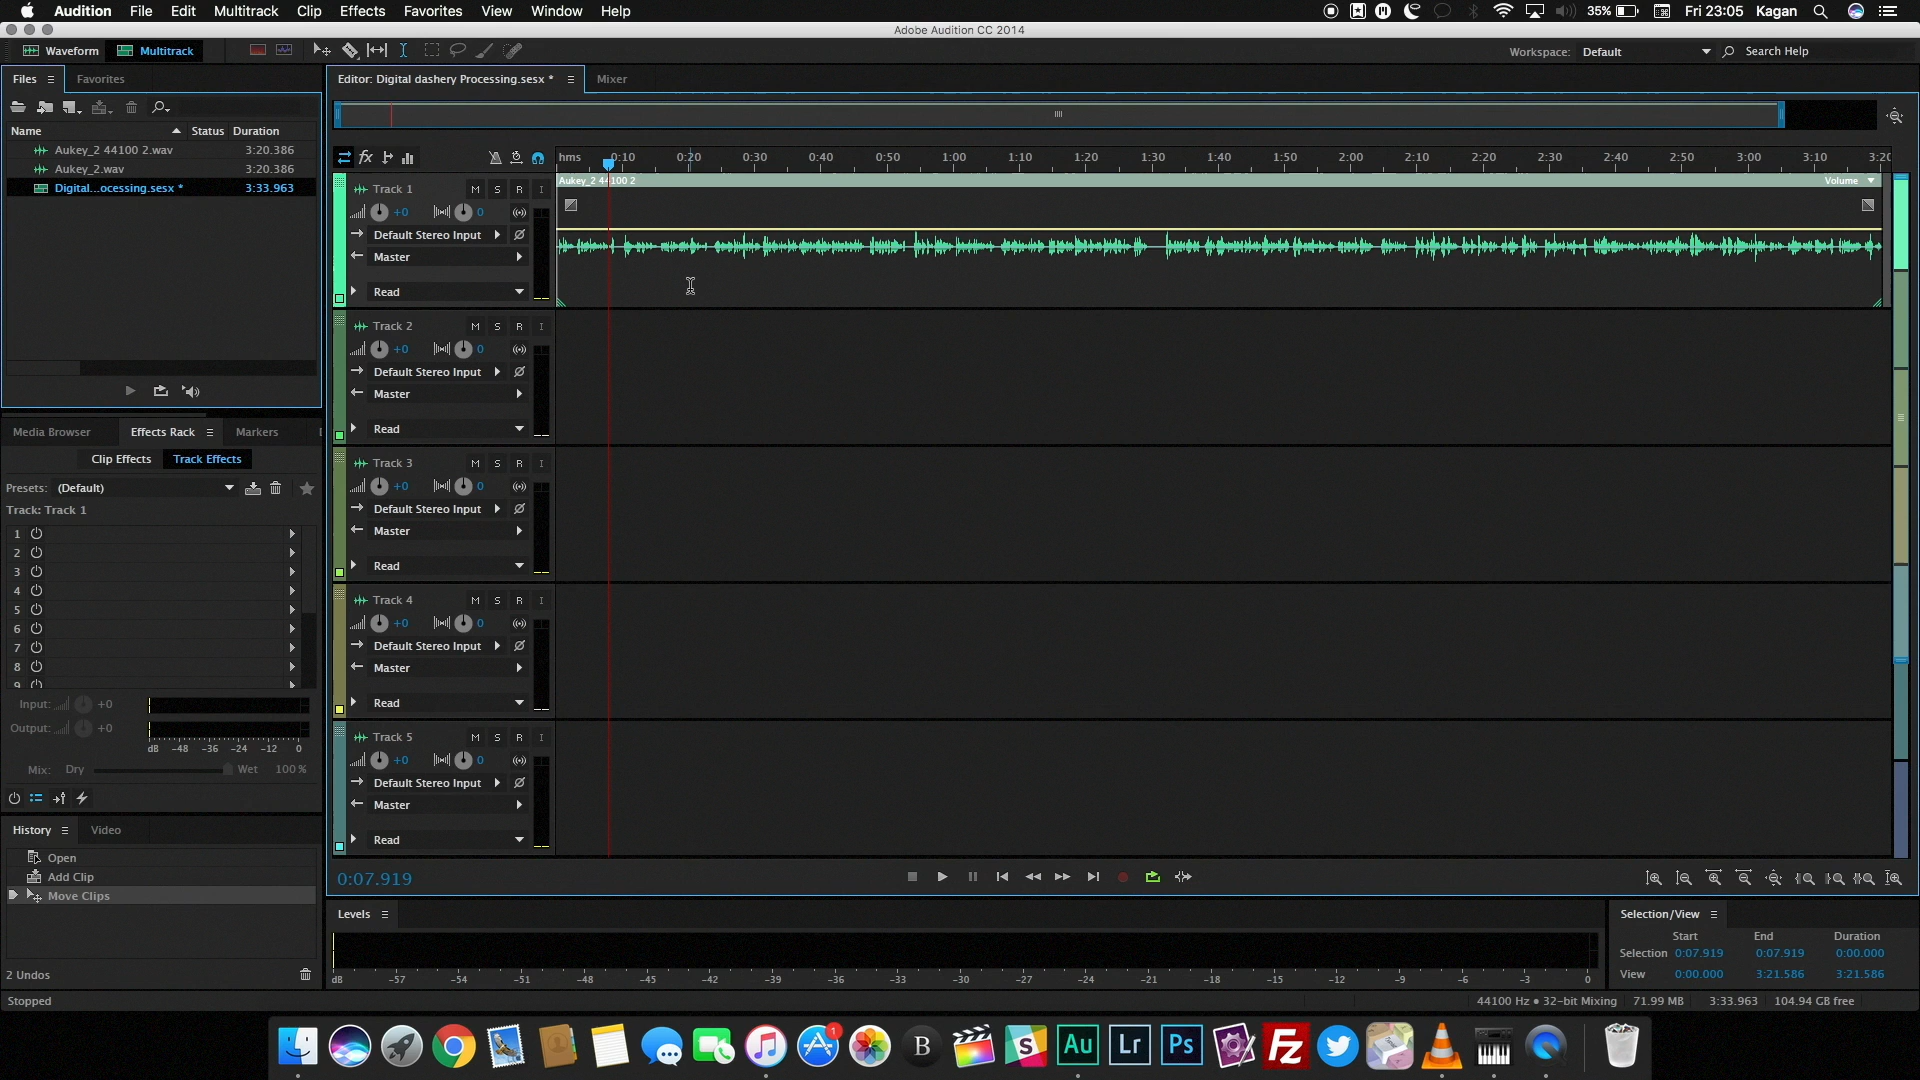 Audition File Edit Multitrack Clip Effects Favorites View Window Help 35% Fri 23:05 Kagan
Adobe Audition CC 2014
Waveform Multitrack Workspace: Default Search Help
Files Favorites Editor: Digital dashery Processing.sesx * Mixer
Name Status Duration
Aukey_2 44100 2.wav 3:20.386
Aukey_2.wav 3:20.386
Digital...ocessing.sesx * 3:33.963
fx hms 0:10 0:20 0:30 0:40 0:50 1:00 1:10 1:20 1:30 1:40 1:50 2:00 2:10 2:20 2:30 2:40 2:50 3:00 3:10 3:20
Aukey_2 44100 2 Volume
Track 1 M S R I
+0 0
Default Stereo Input
Master
Read
Track 2 M S R I
+0 0
Default Stereo Input
Master
Read
Track 3 M S R I
+0 0
Default Stereo Input
Master
Read
Track 4 M S R I
+0 0
Default Stereo Input
Master
Read
Track 5 M S R I
+0 0
Default Stereo Input
Master
Read
Media Browser Effects Rack Markers
Clip Effects Track Effects
Presets: (Default)
Track: Track 1
1
2
3
4
5
6
7
8
9
Input: +0
Output: +0
dB -48 -36 -24 -12 0
Mix: Dry Wet 100 %
History Video
Open
Add Clip
Move Clips
2 Undos
0:07.919
Levels
dB -57 -54 -51 -48 -45 -42 -39 -36 -33 -30 -27 -24 -21 -18 -15 -12 -9 -6 -3 0
Selection/View
Start End Duration
Selection 0:07.919 0:07.919 0:00.000
View 0:00.000 3:21.586 3:21.586
Stopped 44100 Hz • 32-bit Mixing 71.99 MB 3:33.963 104.94 GB free
1 B S Au Lr Ps Fz